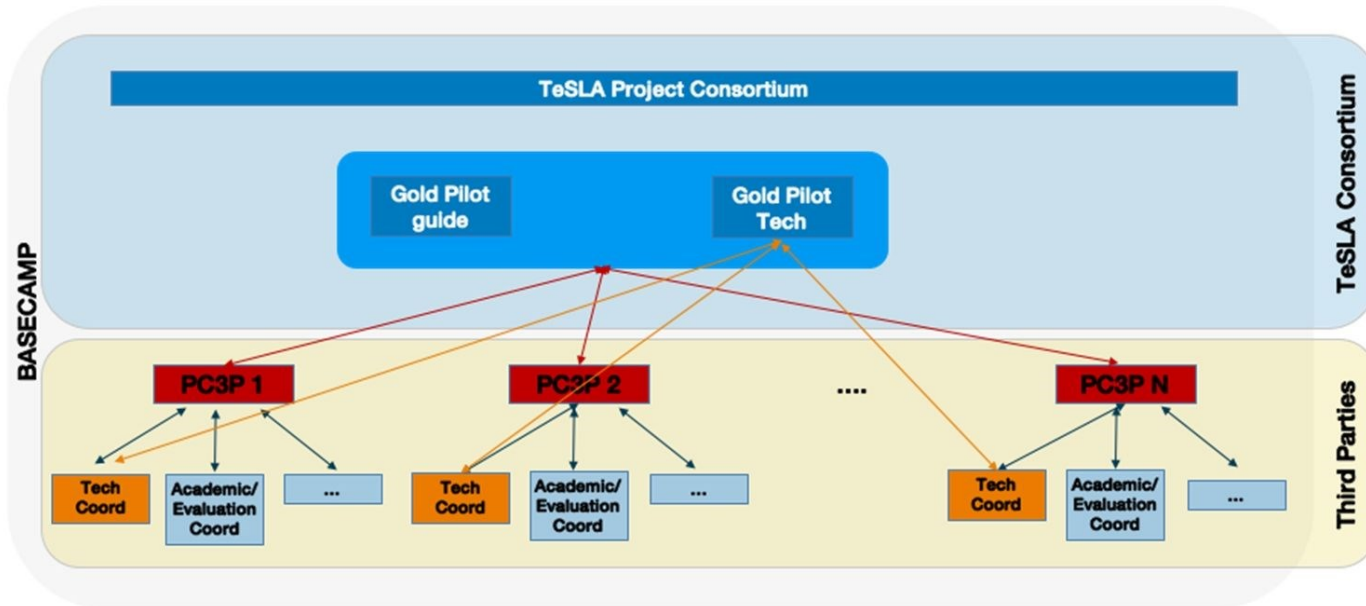 TeSLA Project Consortium
Gold Pilot
guide
Gold Pilot
Tech
TeSLA Consortium
BASECAMP
PC3P 1
PC3P 2
....
PC3P N
Tech
Coord
Academic/
Evaluation
Coord
...
Tech
Coord
Academic/
Evaluation
Coord
...
Tech
Coord
Academic/
Evaluation
Coord
...
Third Parties